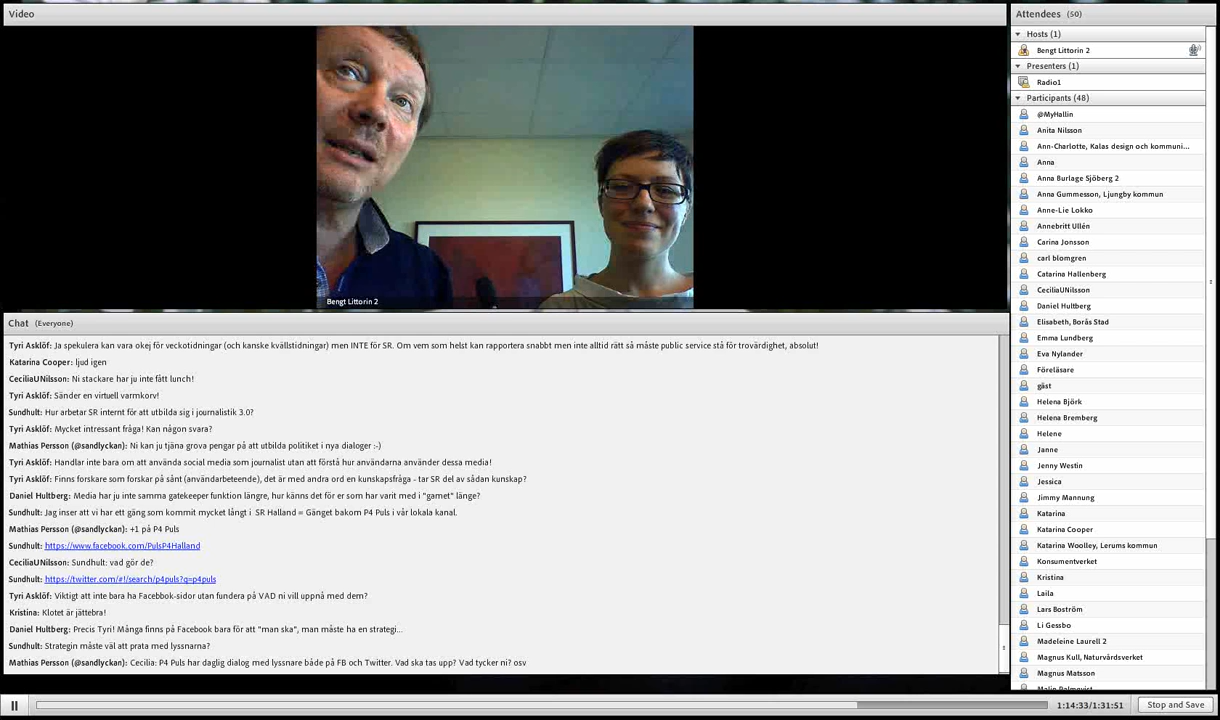 Video
Bengt Littorin 2
Chat (Everyone)
Tyri Asklöf: Ja spekulera kan vara okej för veckotidningar (och kanske kvällstidningar) men INTE för SR. Om vem som helst kan rapportera snabbt men inte alltid rätt så måste public service stå för trovärdighet, absolut!
Katarina Cooper: ljud igen
CeciliaUNilsson: Ni stackare har ju inte fått lunch!
Tyri Asklöf: Sänder en virtuell varmkorv!
Sundhult: Hur arbetar SR internt för att utbilda sig i journalistik 3.0?
Tyri Asklöf: Mycket intressant fråga! Kan någon svara?
Mathias Persson (@sandlyckan): Ni kan ju tjäna grova pengar på att utbilda politiket i nya dialoger :-)
Tyri Asklöf: Handlar inte bara om att använda social media som journalist utan att förstå hur användarna använder dessa media!
Tyri Asklöf: Finns forskare som forskar på sånt (användarbeteende), det är med andra ord en kunskapsfråga - tar SR del av sådan kunskap?
Daniel Hultberg: Media har ju inte samma gatekeeper funktion längre, hur känns det för er som har varit med i "gamet" länge?
Sundhult: Jag inser att vi har ett gäng som kommit mycket långt i  SR Halland = Gänget bakom P4 Puls i vår lokala kanal.
Mathias Persson (@sandlyckan): +1 på P4 Puls
Sundhult: https://www.facebook.com/PulsP4Halland
CeciliaUNilsson: Sundhult: vad gör de?
Sundhult: https://twitter.com/#!/search/p4puls?q=p4puls
Tyri Asklöf: Viktigt att inte bara ha Facebbok-sidor utan fundera på VAD ni vill uppnå med dem?
Kristina: Klotet är jättebra!
Daniel Hultberg: Precis Tyri! Många finns på Facebook bara för att "man ska", man måste ha en strategi...
Sundhult: Strategin måste väl att prata med lyssnarna?
Mathias Persson (@sandlyckan): Cecilia: P4 Puls har daglig dialog med lyssnare både på FB och Twitter. Vad ska tas upp? Vad tycker ni? osv
Attendees (50)
Hosts (1)
Bengt Littorin 2
Presenters (1)
Radio1
Participants (48)
@MyHallin
Anita Nilsson
Ann-Charlotte, Kalas design och kommuni...
Anna
Anna Burlage Sjöberg 2
Anna Gummesson, Ljungby kommun
Anne-Lie Lokko
Annebritt Ullén
Carina Jonsson
carl blomgren
Catarina Hallenberg
CeciliaUNilsson
Daniel Hultberg
Elisabeth, Borås Stad
Emma Lundberg
Eva Nylander
Föreläsare
gäst
Helena Björk
Helena Bremberg
Helene
Janne
Jenny Westin
Jessica
Jimmy Mannung
Katarina
Katarina Cooper
Katarina Woolley, Lerums kommun
Konsumentverket
Kristina
Laila
Lars Boström
Li Gessbo
Madeleine Laurell 2
Magnus Kull, Naturvårdsverket
Magnus Matsson
Malin Palmqvist
1:14:33/1:31:51
Stop and Save